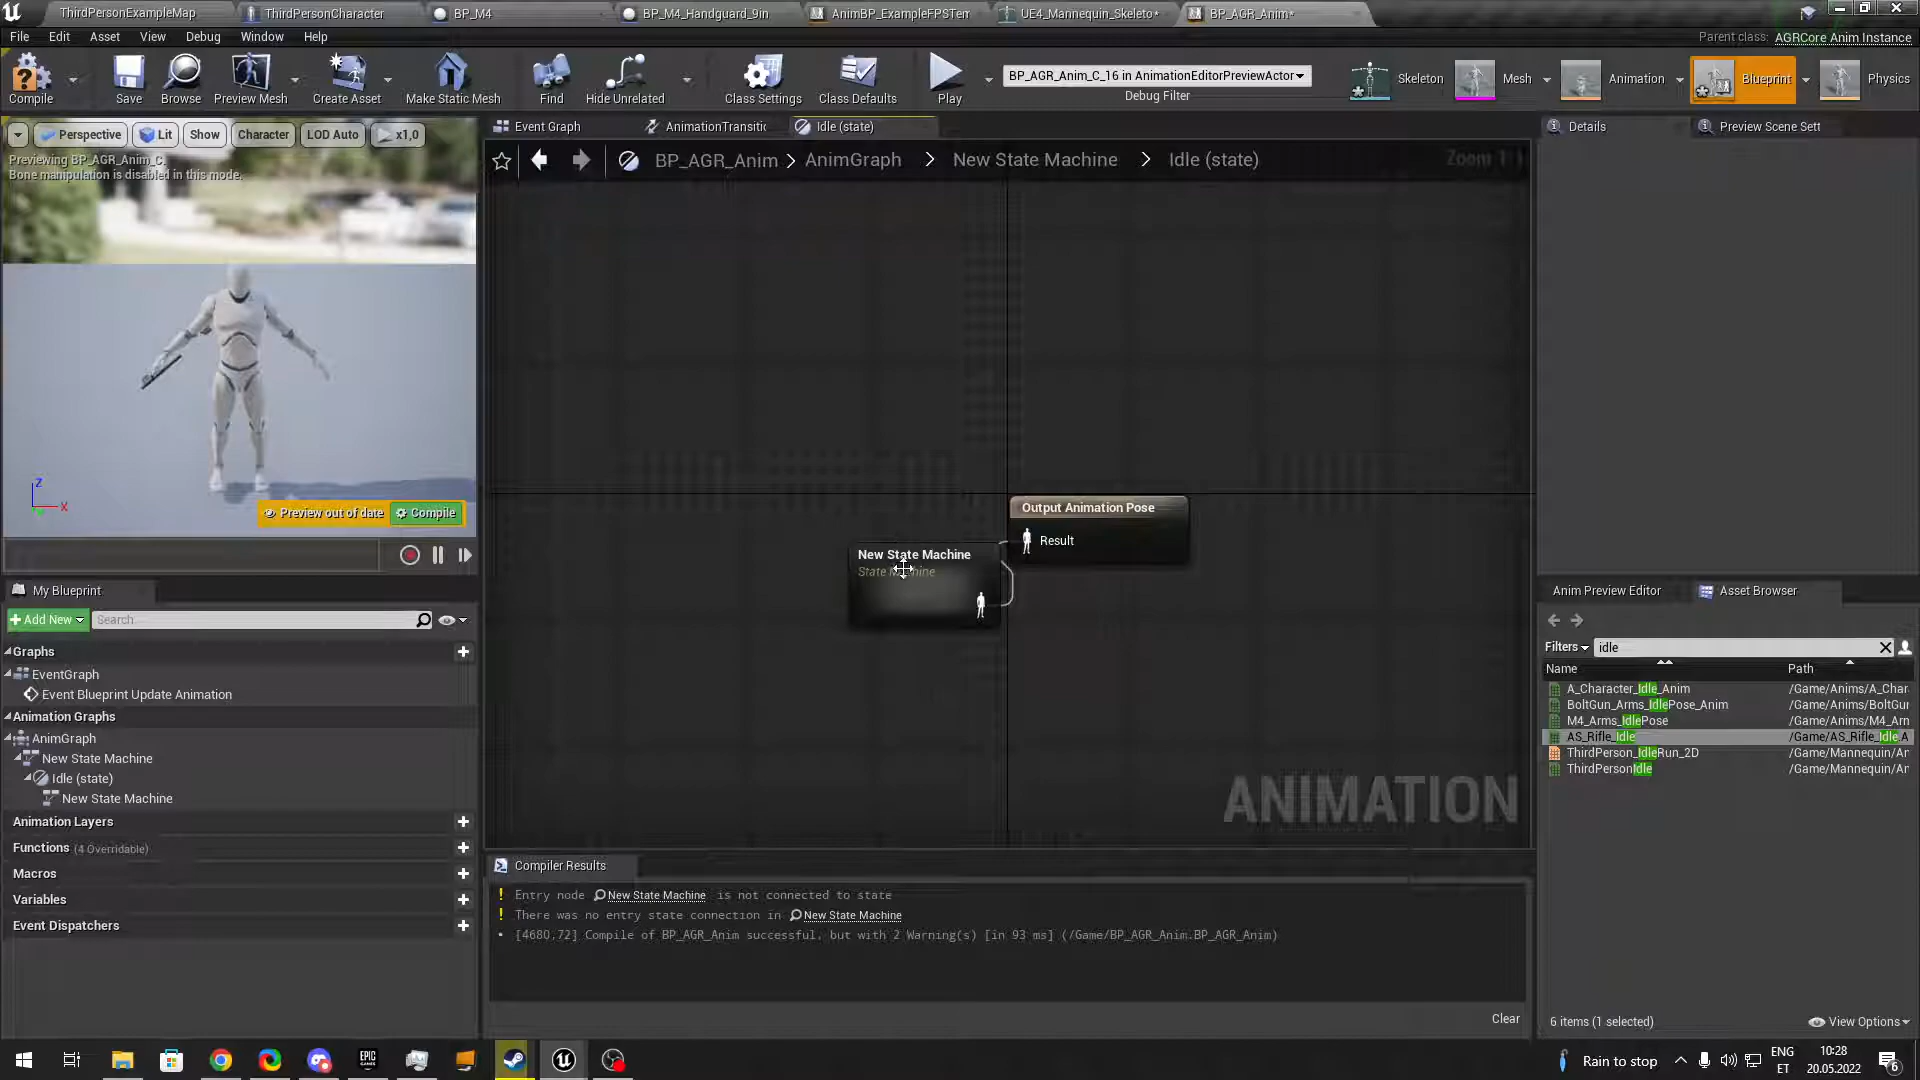 ThirdPersonExampleMap
ThirdPersonCharacter
BP_M4
BP_M4_Handguard_9in
AnimBP_ExampleFPSTem
UE4_Mannequin_Skeleto*
BP_AGR_Anim*
File Edit Asset View Debug Window Help
Parent class: AGRCore Anim Instance
Compile
Save
Browse
Preview Mesh
Create Asset
Make Static Mesh
Find
Hide Unrelated
Class Settings
Class Defaults
Play
BP_AGR_Anim_C_16 in AnimationEditorPreviewActor
Debug Filter
Skeleton
Mesh
Animation
Blueprint
Physics
Perspective Lit Show Character LOD Auto x1,0
Previewing BP_AGR_Anim_C.
Bone manipulation is disabled in this mode.
Z
X
Preview out of date Compile
Event Graph
AnimationTransitic
Idle (state)
BP_AGR_Anim > AnimGraph > New State Machine > Idle (state)
Zoom 1:1
Output Animation Pose
Result
New State Machine
ANIMATION
My Blueprint
Add New
Search
Graphs
EventGraph
Event Blueprint Update Animation
Animation Graphs
AnimGraph
New State Machine
Idle (state)
New State Machine
Animation Layers
Functions (4 Overridable)
Macros
Variables
Event Dispatchers
Compiler Results
! Entry node New State Machine is not connected to state
! There was no entry state connection in New State Machine
• [4680,72] Compile of BP_AGR_Anim successful, but with 2 Warning(s) [in 93 ms] (/Game/BP_AGR_Anim.BP_AGR_Anim)
Clear
Details
Preview Scene Sett
Anim Preview Editor
Asset Browser
Filters
idle
Name Path
A_Character_Idle_Anim /Game/Anims/A_Char
BoltGun_Arms_IdlePose_Anim /Game/Anims/BoltGur
M4_Arms_IdlePose /Game/Anims/M4_Arn
AS_Rifle_Idle /Game/AS_Rifle_Idle.A
ThirdPerson_IdleRun_2D /Game/Mannequin/Ar
ThirdPersonIdle /Game/Mannequin/Ar
6 items (1 selected)
View Options
EPIC GAMES
Rain to stop
ENG
ET
10:28
20.05.2022
6